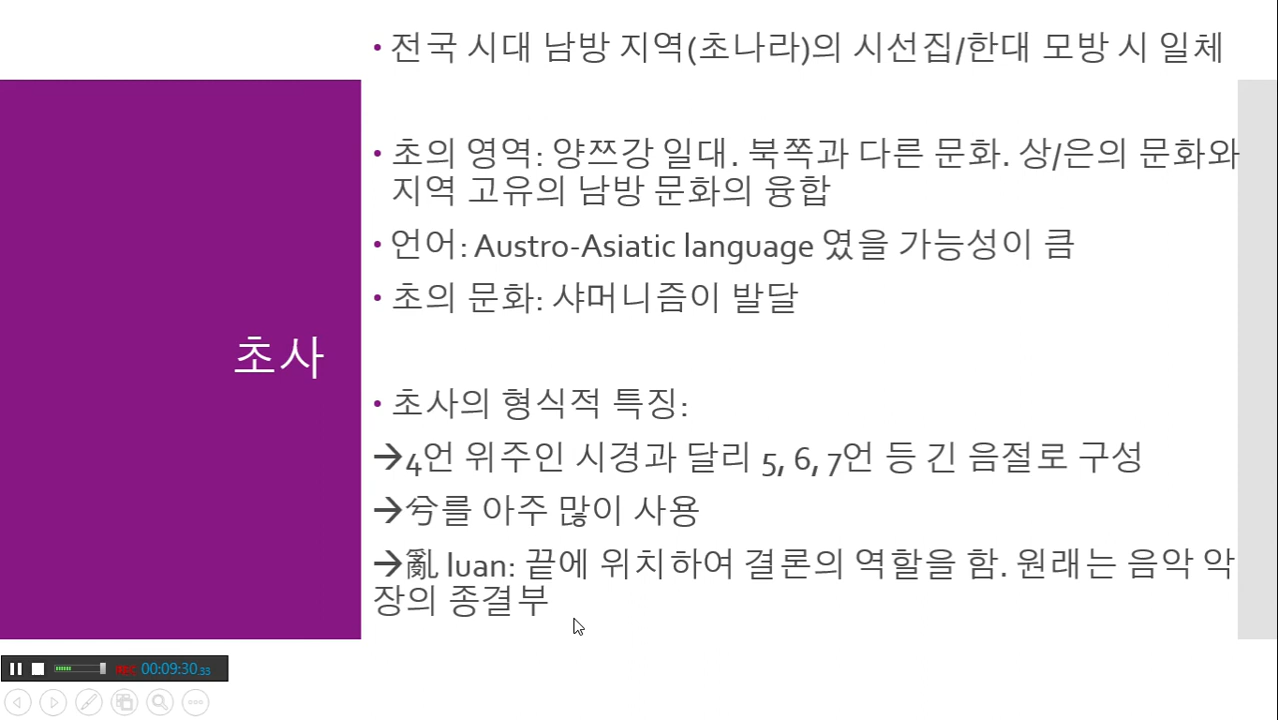 • 전국 시대 남방 지역(초나라)의 시선집/한대 모방 시 일체
• 초의 영역: 양쯔강 일대. 북쪽과 다른 문화. 상/은의 문화와
지역 고유의 남방 문화의 융합
• 언어: Austro-Asiatic language 였을 가능성이 큼
• 초의 문화: 샤머니즘이 발달
초사
• 초사의 형식적 특징:
→4언 위주인 시경과 달리 5, 6, 7언 등 긴 음절로 구성
→兮를 아주 많이 사용
→亂 luan: 끝에 위치하여 결론의 역할을 함. 원래는 음악 악
장의 종결부
REC 00:09:30.33